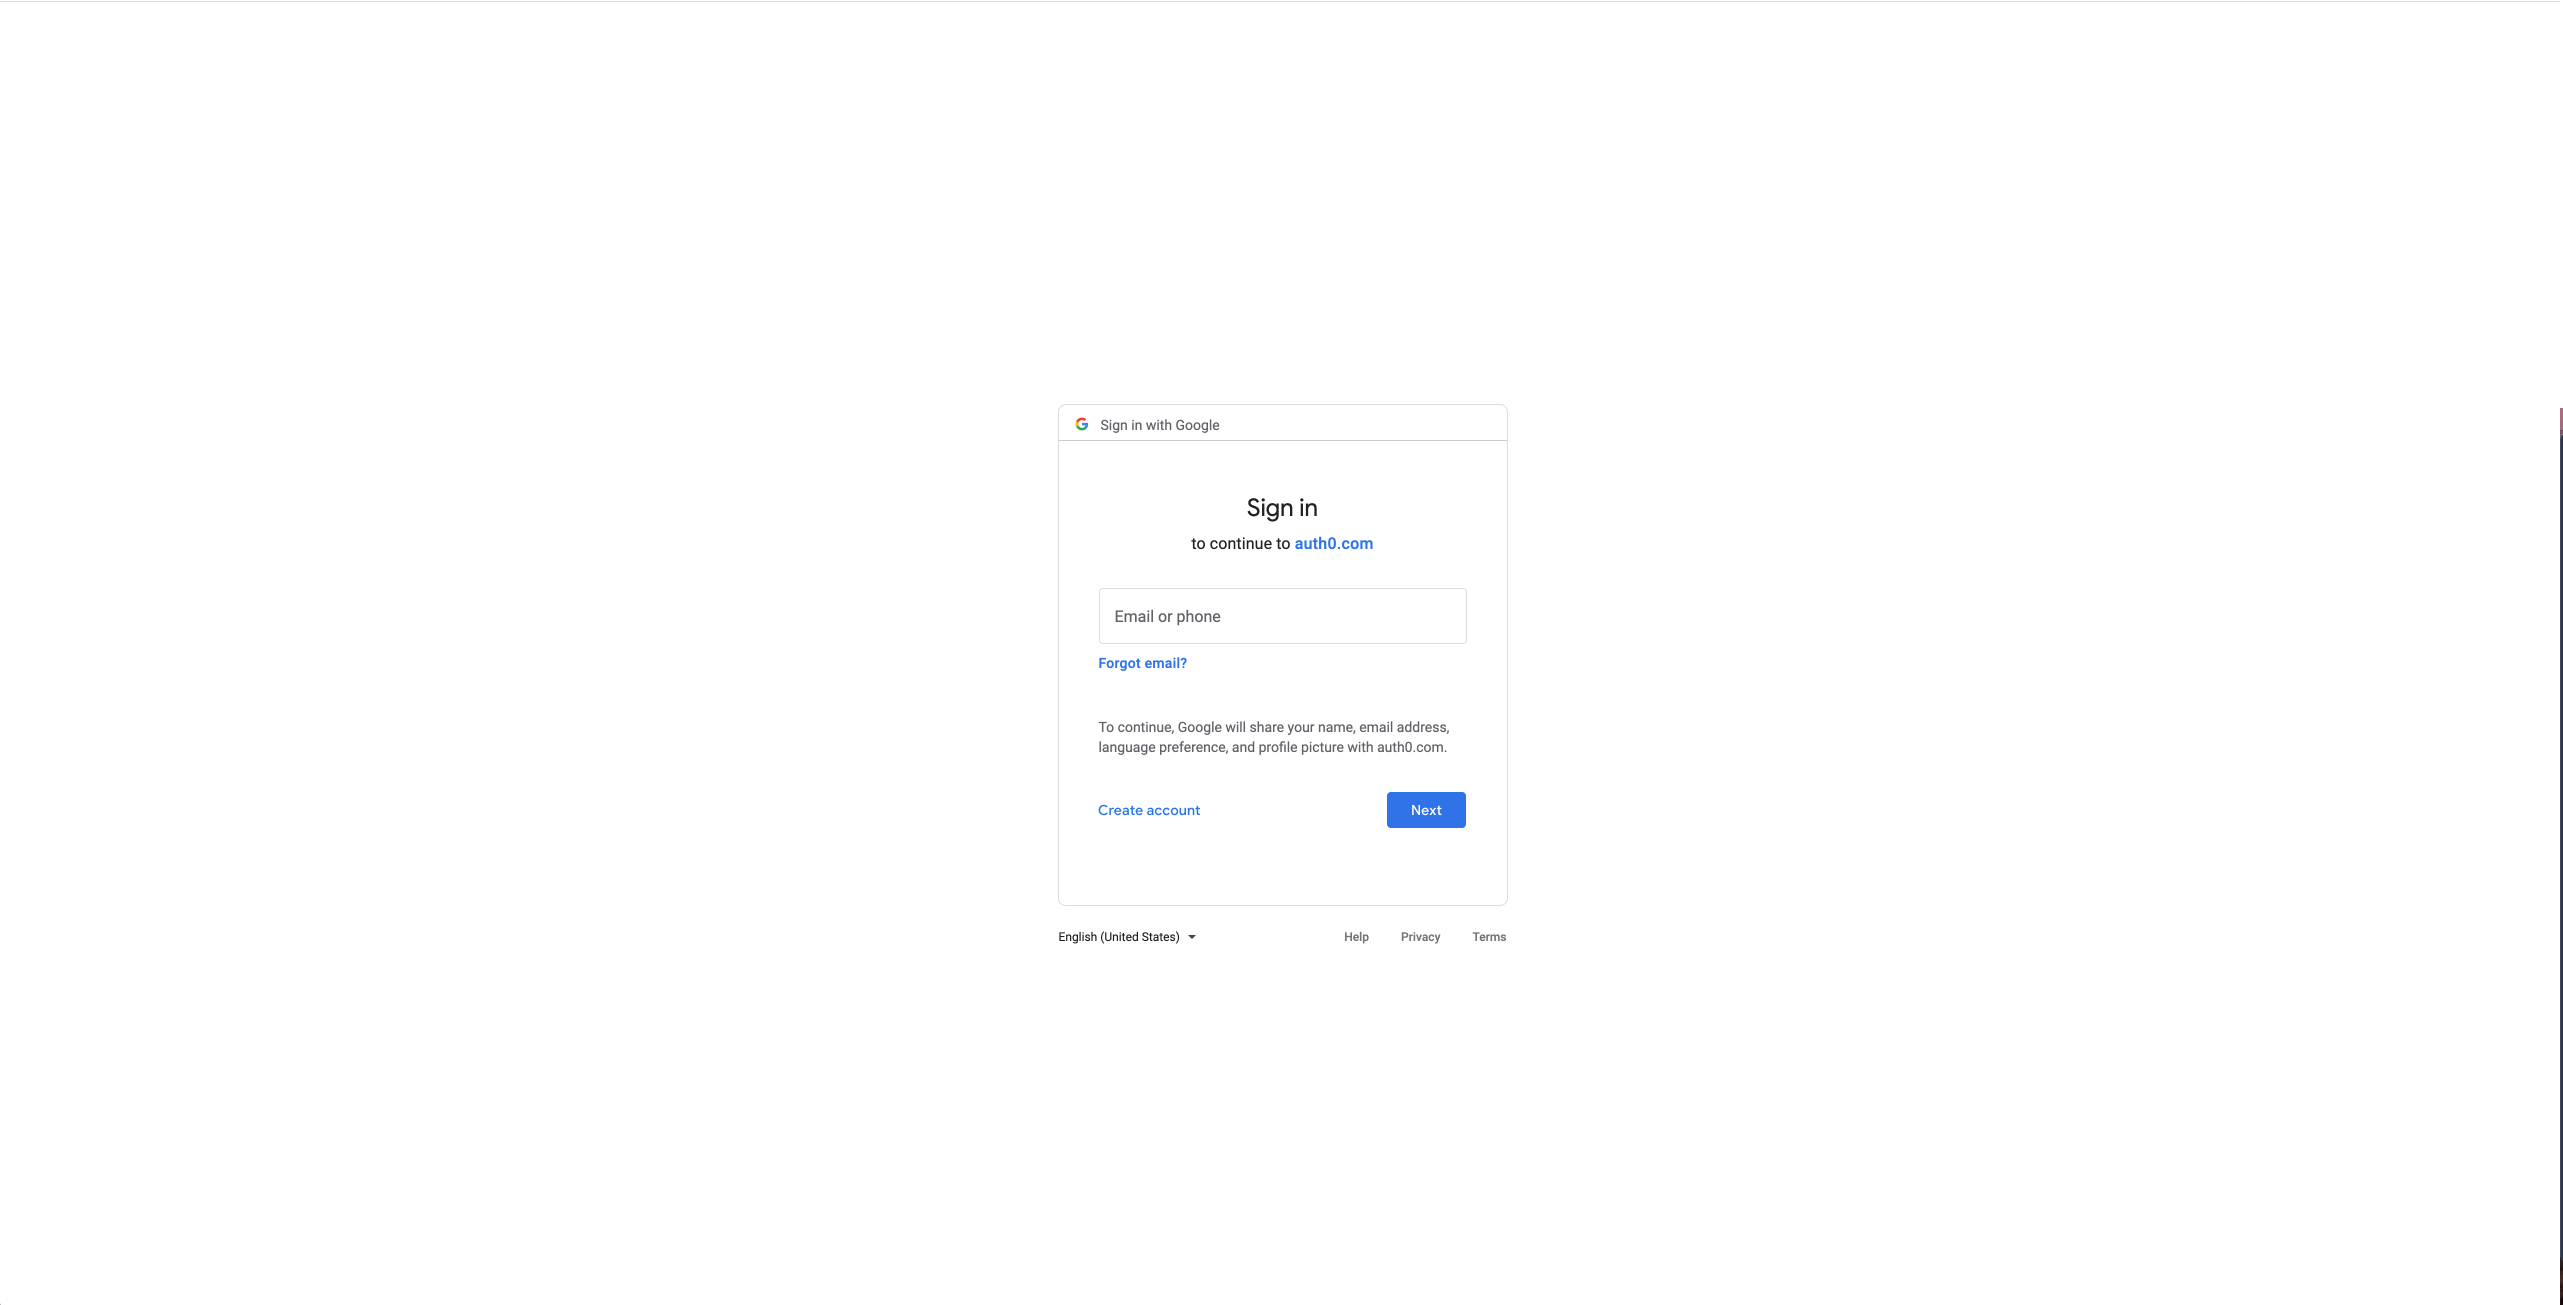 Sign in with Google
Sign in
to continue to auth0.com
Email or phone
Forgot email?
To continue, Google will share your name, email address,
language preference, and profile picture with auth0.com.
Create account
Next
English (United States)
Help
Privacy
Terms